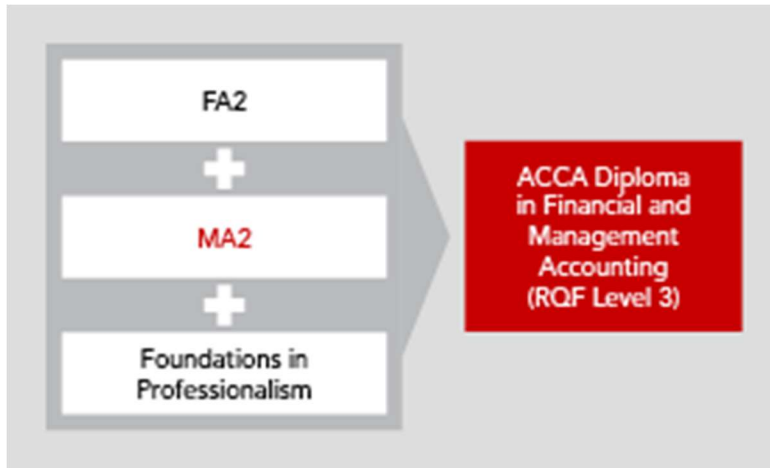 FA2
MA2
Foundations in
Professionalism
ACCA Diploma
in Financial and
Management
Accounting
(RQF Level 3)